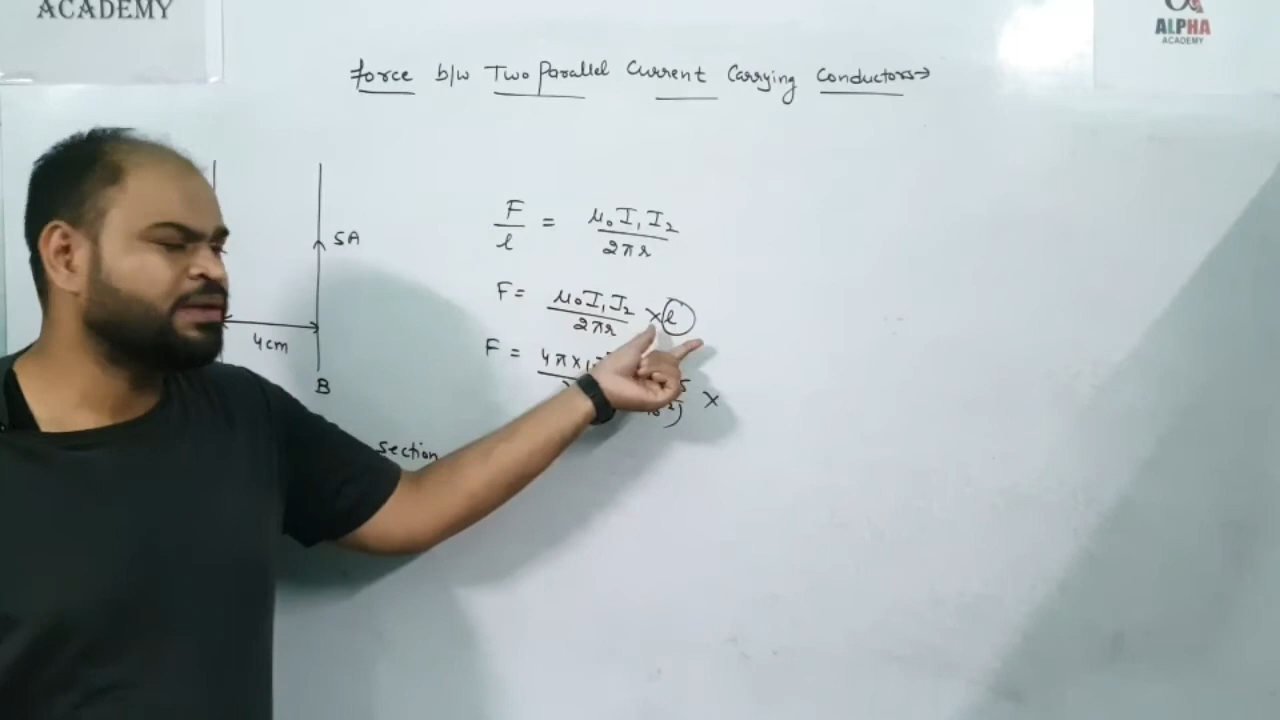 ACADEMY
ALPHA
ACADEMY
Force b/w Two Parallel Current Carrying Conductors→
5A
4cm
B
F/l = μ₀I₁I₂/2πr
F = μ₀I₁I₂/2πr × l
F = 4π×
×
section